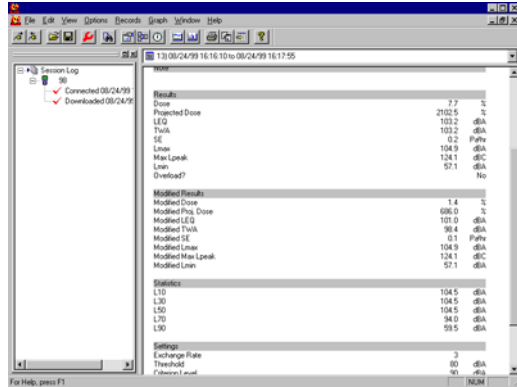 File Edit View Options Records Graph Window Help
13) 08/24/99 16:16:10 to 08/24/99 16:17:55
Session Log
98
Connected 08/24/99
Downloaded 08/24/9
Note
Results
Dose 7.7 %
Projected Dose 2102.5 %
LEQ 103.2 dBA
TWA 103.2 dBA
SE 0.2 Pa²hr
Lmax 104.9 dBA
Max Lpeak 124.1 dBC
Lmin 57.1 dBA
Overload? No
Modified Results
Modified Dose 1.4 %
Modified Proj. Dose 686.0 %
Modified LEQ 101.0 dBA
Modified TWA 98.4 dBA
Modified SE 0.1 Pa²hr
Modified Lmax 104.9 dBA
Modified Max Lpeak 124.1 dBC
Modified Lmin 57.1 dBA
Statistics
L10 104.5 dBA
L30 104.5 dBA
L50 104.5 dBA
L70 94.0 dBA
L90 59.5 dBA
Settings
Exchange Rate 3
Threshold 80 dBA
Criterion Level 90 dBA
For Help, press F1
NUM